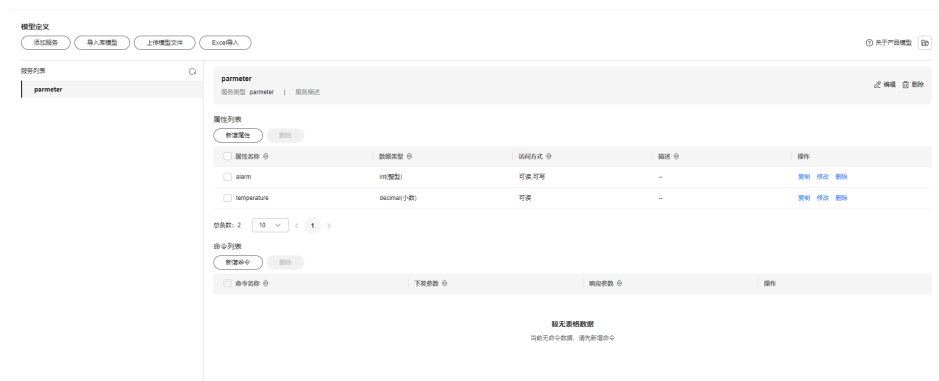 模型定义
添加服务 导入库模型 上传模型文件 Excel导入 关于产品模型
服务列表
parmeter
parmeter
服务类型 parmeter | 服务描述
编辑 删除
属性列表
新增属性 删除
属性名称 数据类型 访问方式 描述 操作
alarm int(整型) 可读,可写 -- 复制 修改 删除
temperature decimal(小数) 可读 -- 复制 修改 删除
总条数: 2 10 < 1 >
命令列表
新增命令 删除
命令名称 下发参数 响应参数 操作
暂无表格数据
当前无命令数据，请先新增命令